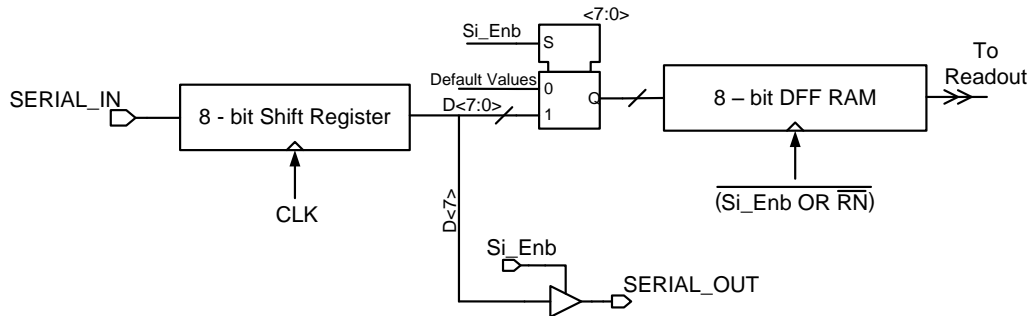 <7:0>
Si_Enb
S
To
Readout
Default Values
0
Q
SERIAL_IN
8 - bit Shift Register
D<7:0>
1
8 – bit DFF RAM
CLK
D<7>
(Si_Enb OR RN)
Si_Enb
SERIAL_OUT